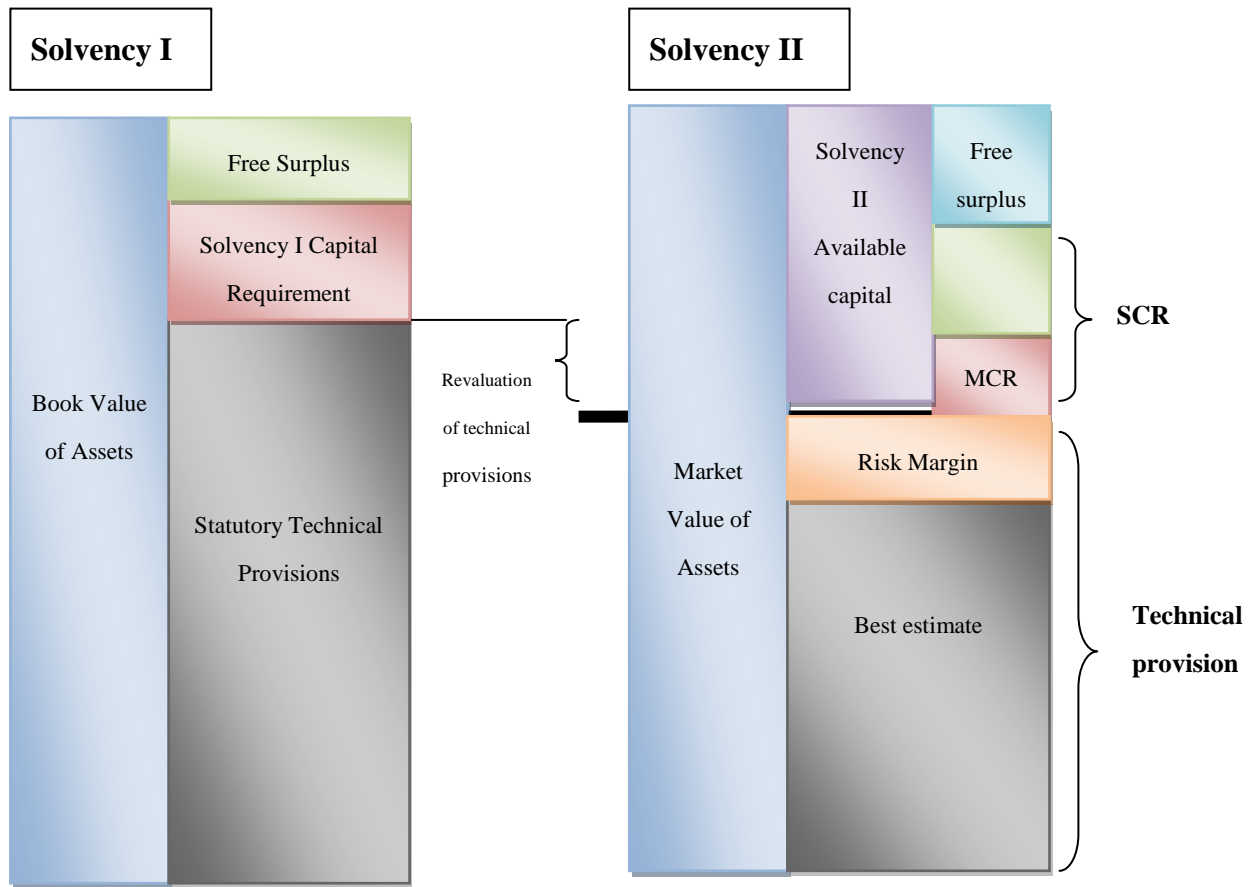 Solvency I
Solvency II
Free Surplus
Solvency I Capital
Requirement
Book Value
of Assets
Statutory Technical
Provisions
Revaluation
of technical
provisions
Market
Value of
Assets
Solvency
II
Available
capital
Free
surplus
MCR
SCR
Risk Margin
Best estimate
Technical
provision